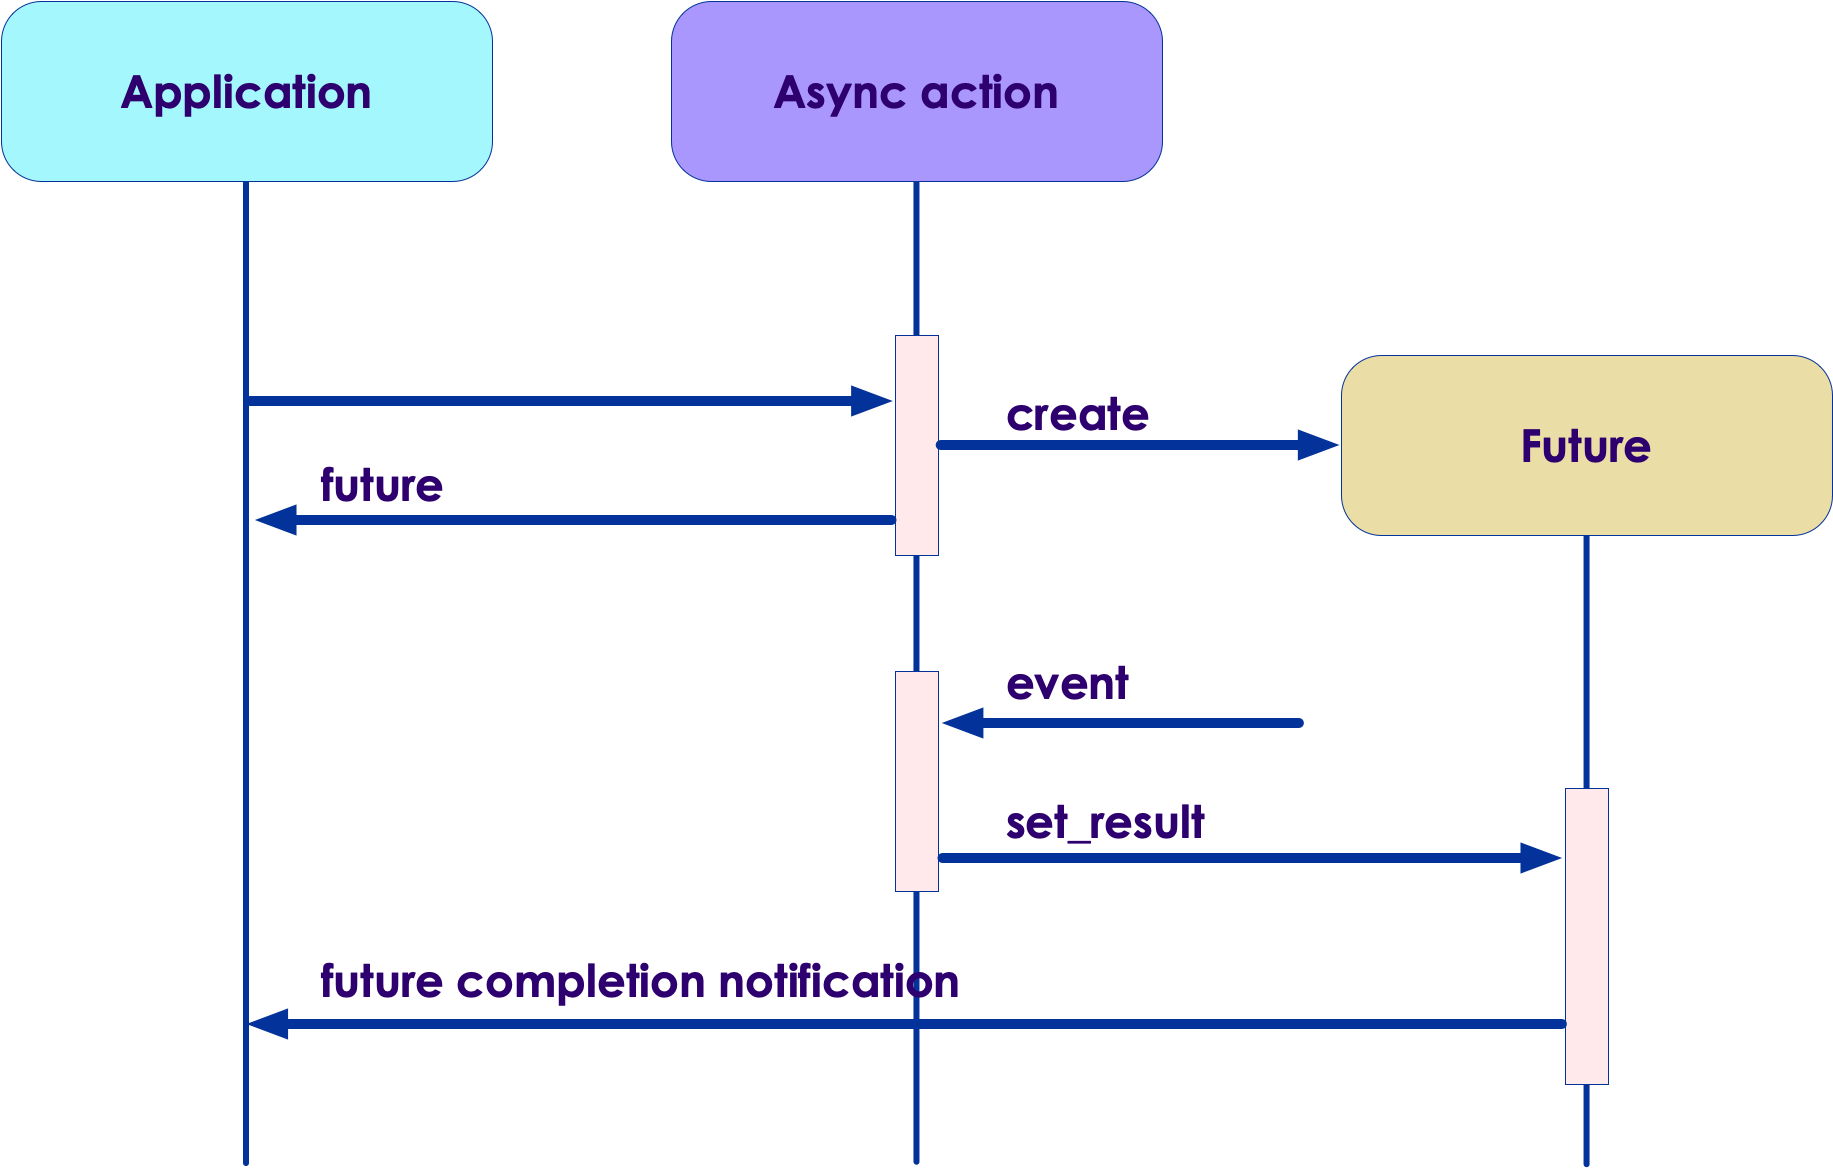 Application
Async action
create
Future
future
event
set_result
future completion notification